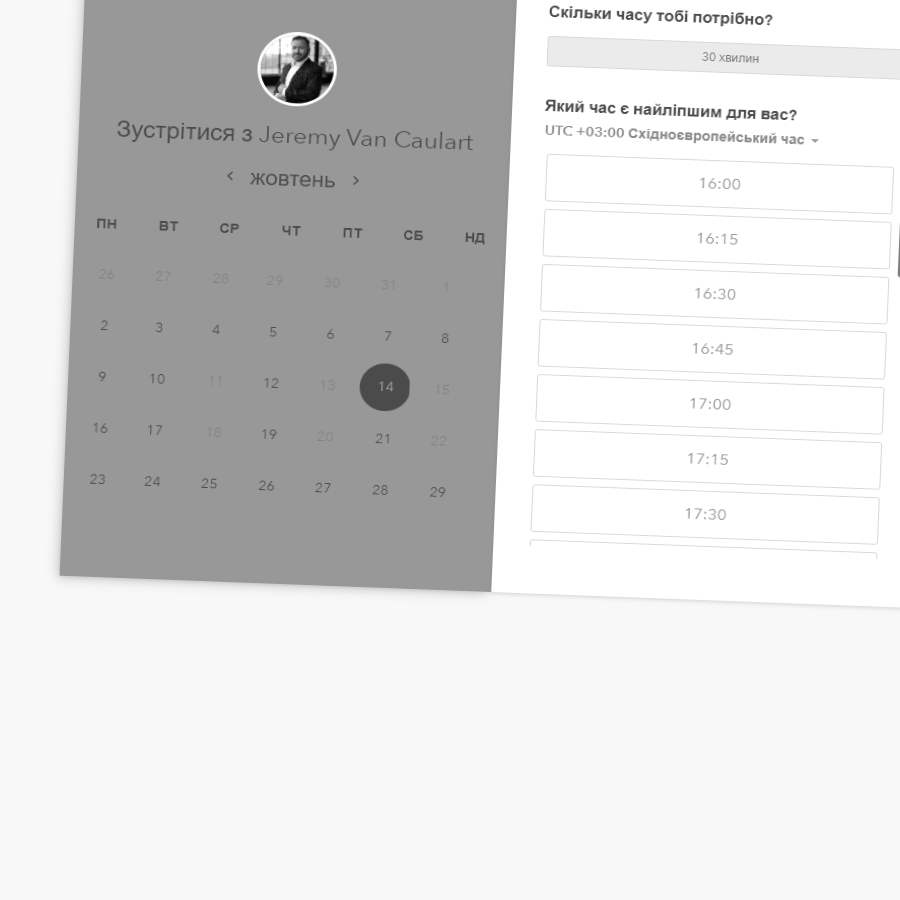 Зустрітися з Jeremy Van Caulart
жовтень
ПН ВТ СР ЧТ ПТ СБ НД
26 27 28 29 30 31 1
2 3 4 5 6 7 8
9 10 11 12 13 14 15
16 17 18 19 20 21 22
23 24 25 26 27 28 29
Скільки часу тобі потрібно?
30 хвилин
Який час є найліпшим для вас?
UTC +03:00 Східноєвропейський час
16:00
16:15
16:30
16:45
17:00
17:15
17:30